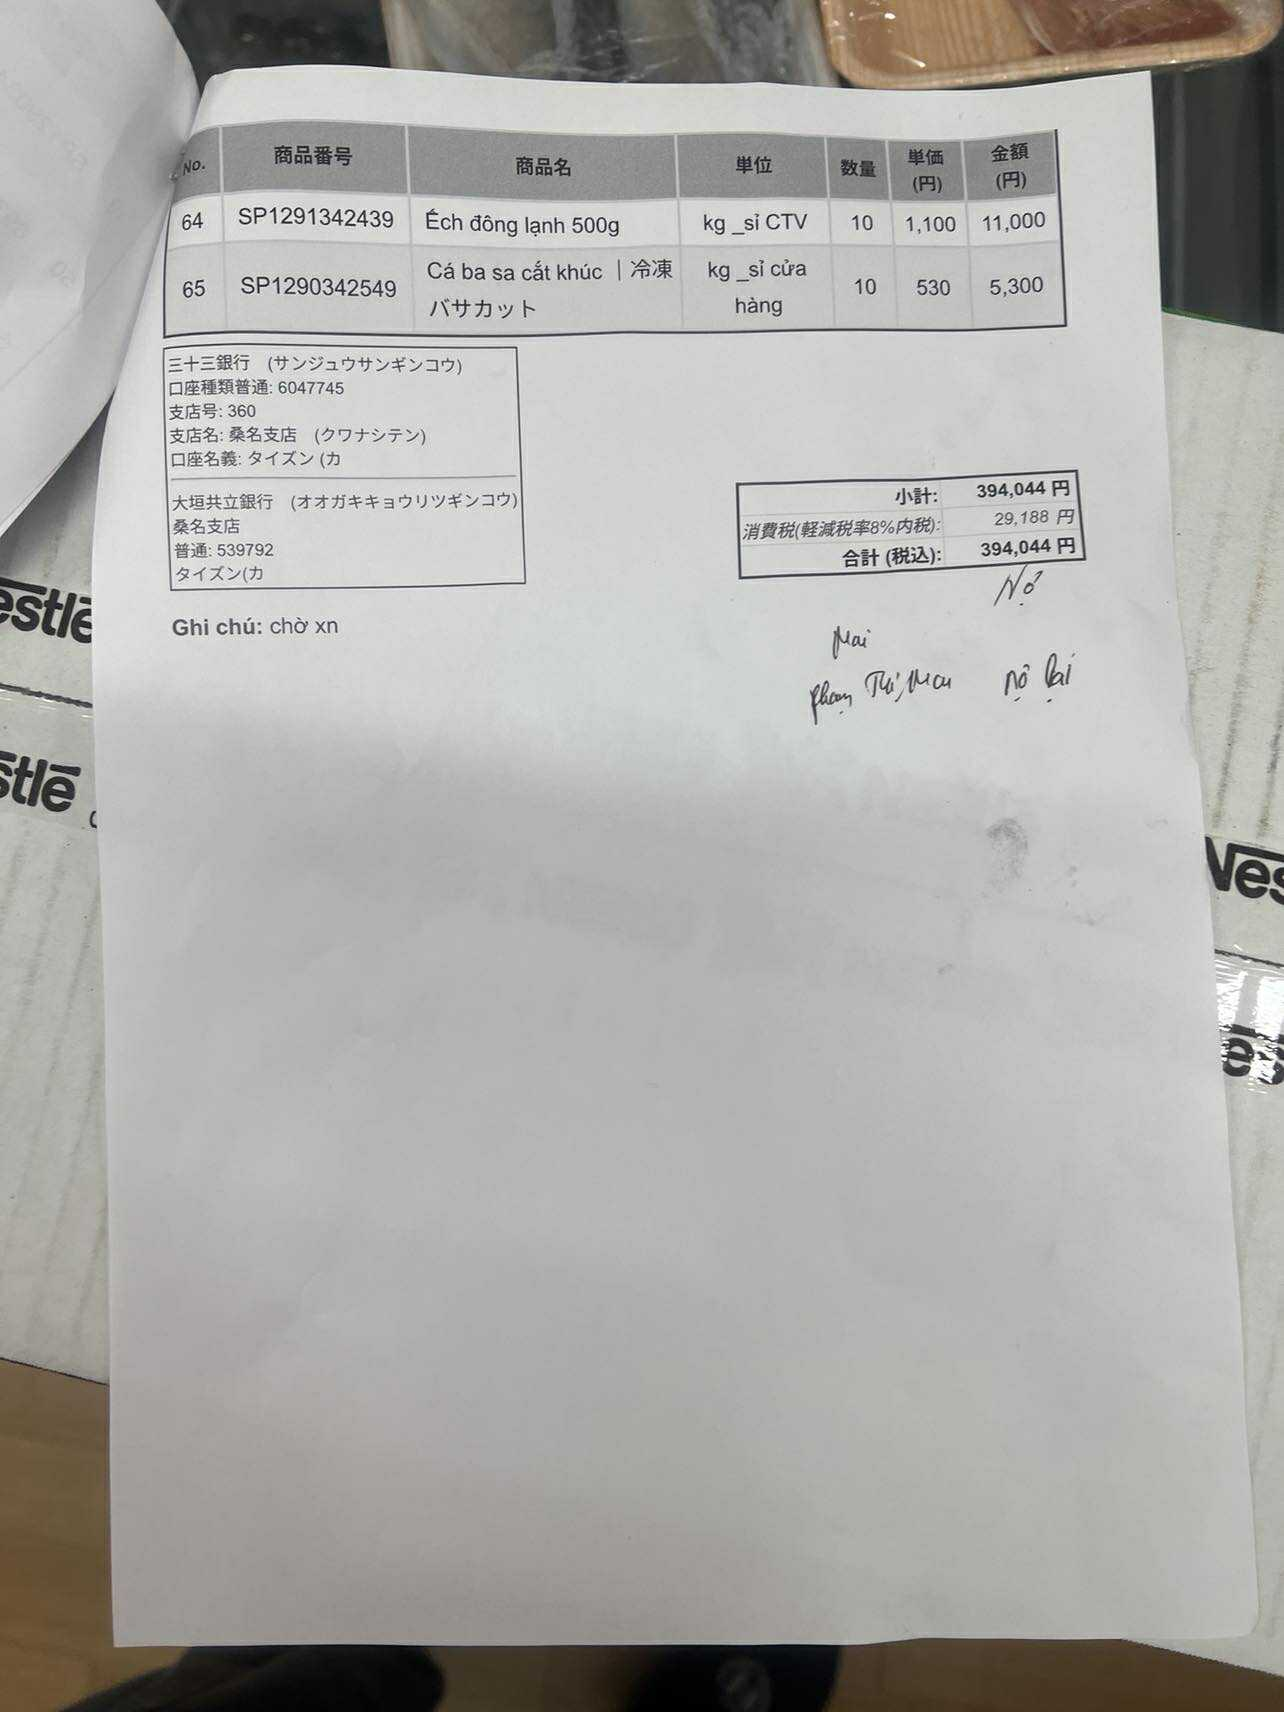 No. 商品番号 商品名 単位 数量 単価(円) 金額(円)
64 SP1291342439 Ếch đông lạnh 500g kg _sỉ CTV 10 1,100 11,000
65 SP1290342549 Cá ba sa cắt khúc | 冷凍バサカット kg _sỉ cửa hàng 10 530 5,300
三十三銀行 (サンジュウサンギンコウ)
口座種類普通: 6047745
支店号: 360
支店名: 桑名支店 (クワナシテン)
口座名義: タイズン (カ
大垣共立銀行 (オオガキキョウリツギンコウ)
桑名支店
普通: 539792
タイズン(カ
小計: 394,044 円
消費税(軽減税率8%内税): 29,188 円
合計 (税込): 394,044 円
Nợ
Ghi chú: chờ xn
Mai
Phạm Thị Mai nợ lại
Nestlé